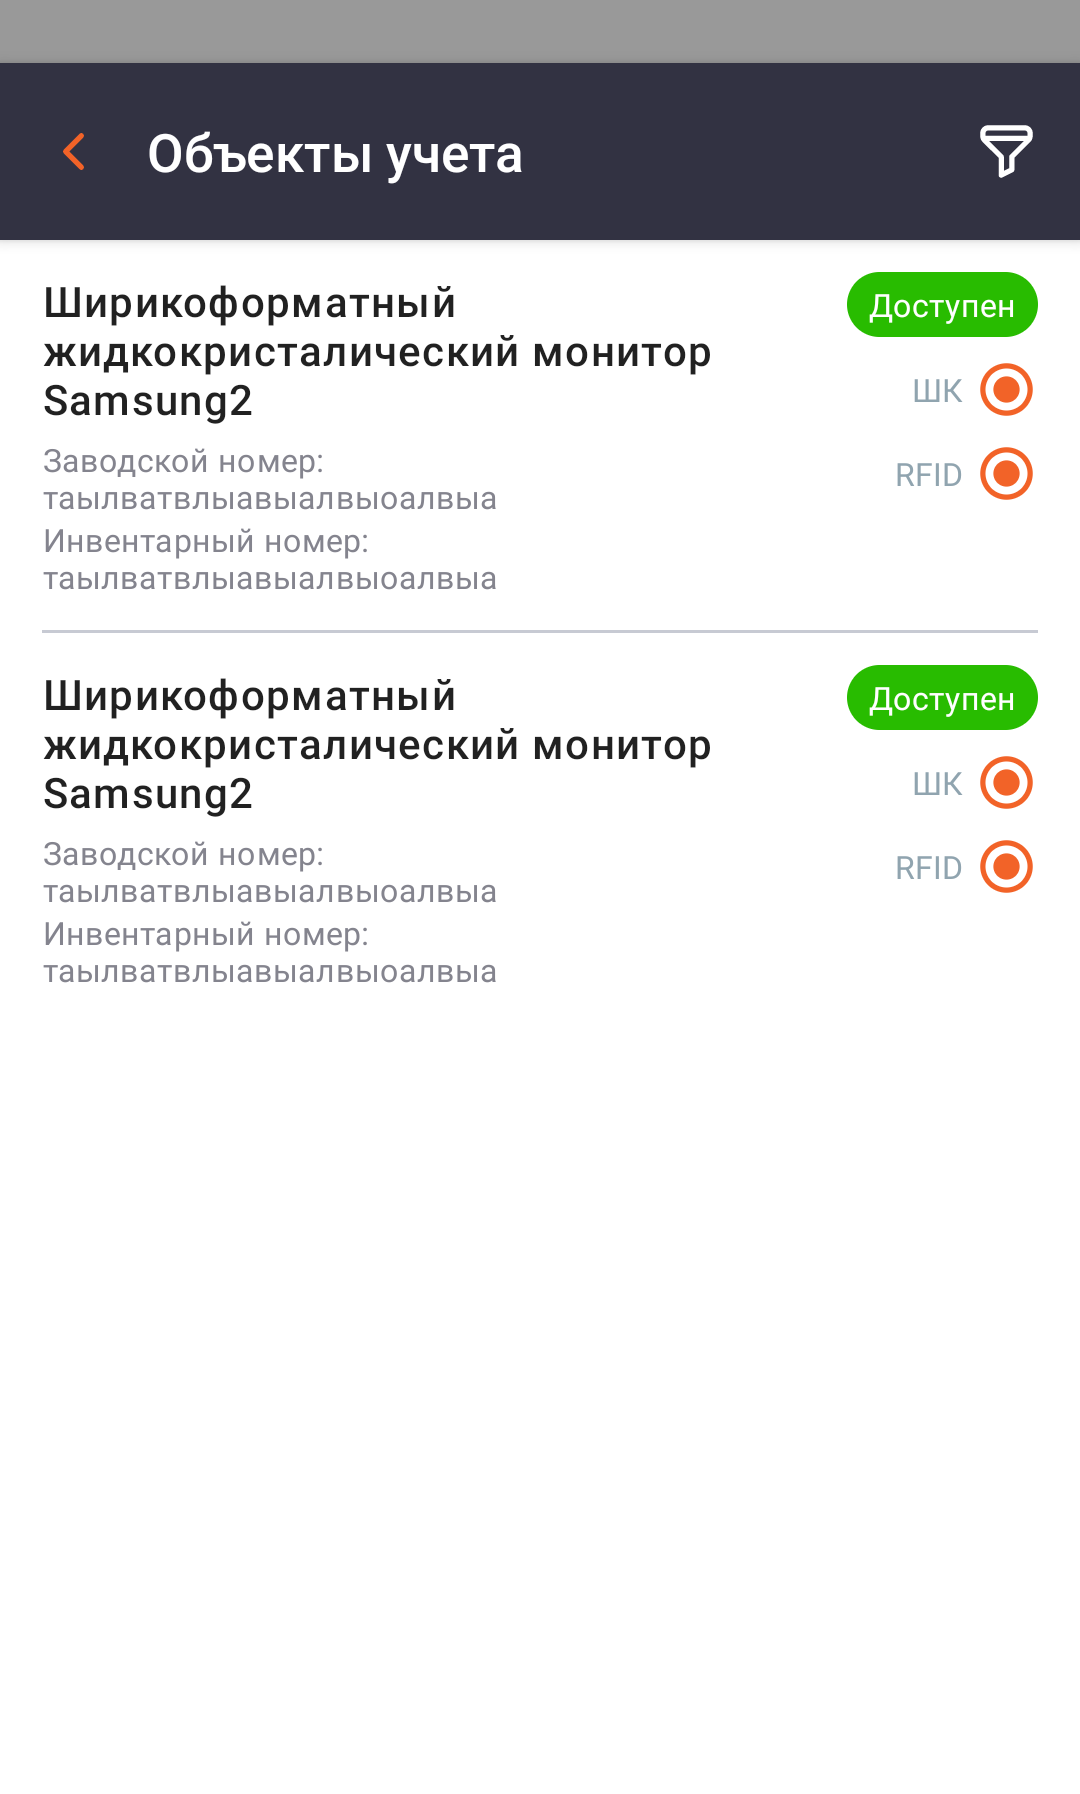 Объекты учета
Ширикоформатный
жидкокристалический монитор
Samsung2
Доступен
ШК
RFID
Заводской номер:
таылватвлыавыалвыоалвыа
Инвентарный номер:
таылватвлыавыалвыоалвыа
Ширикоформатный
жидкокристалический монитор
Samsung2
Доступен
ШК
RFID
Заводской номер:
таылватвлыавыалвыоалвыа
Инвентарный номер:
таылватвлыавыалвыоалвыа